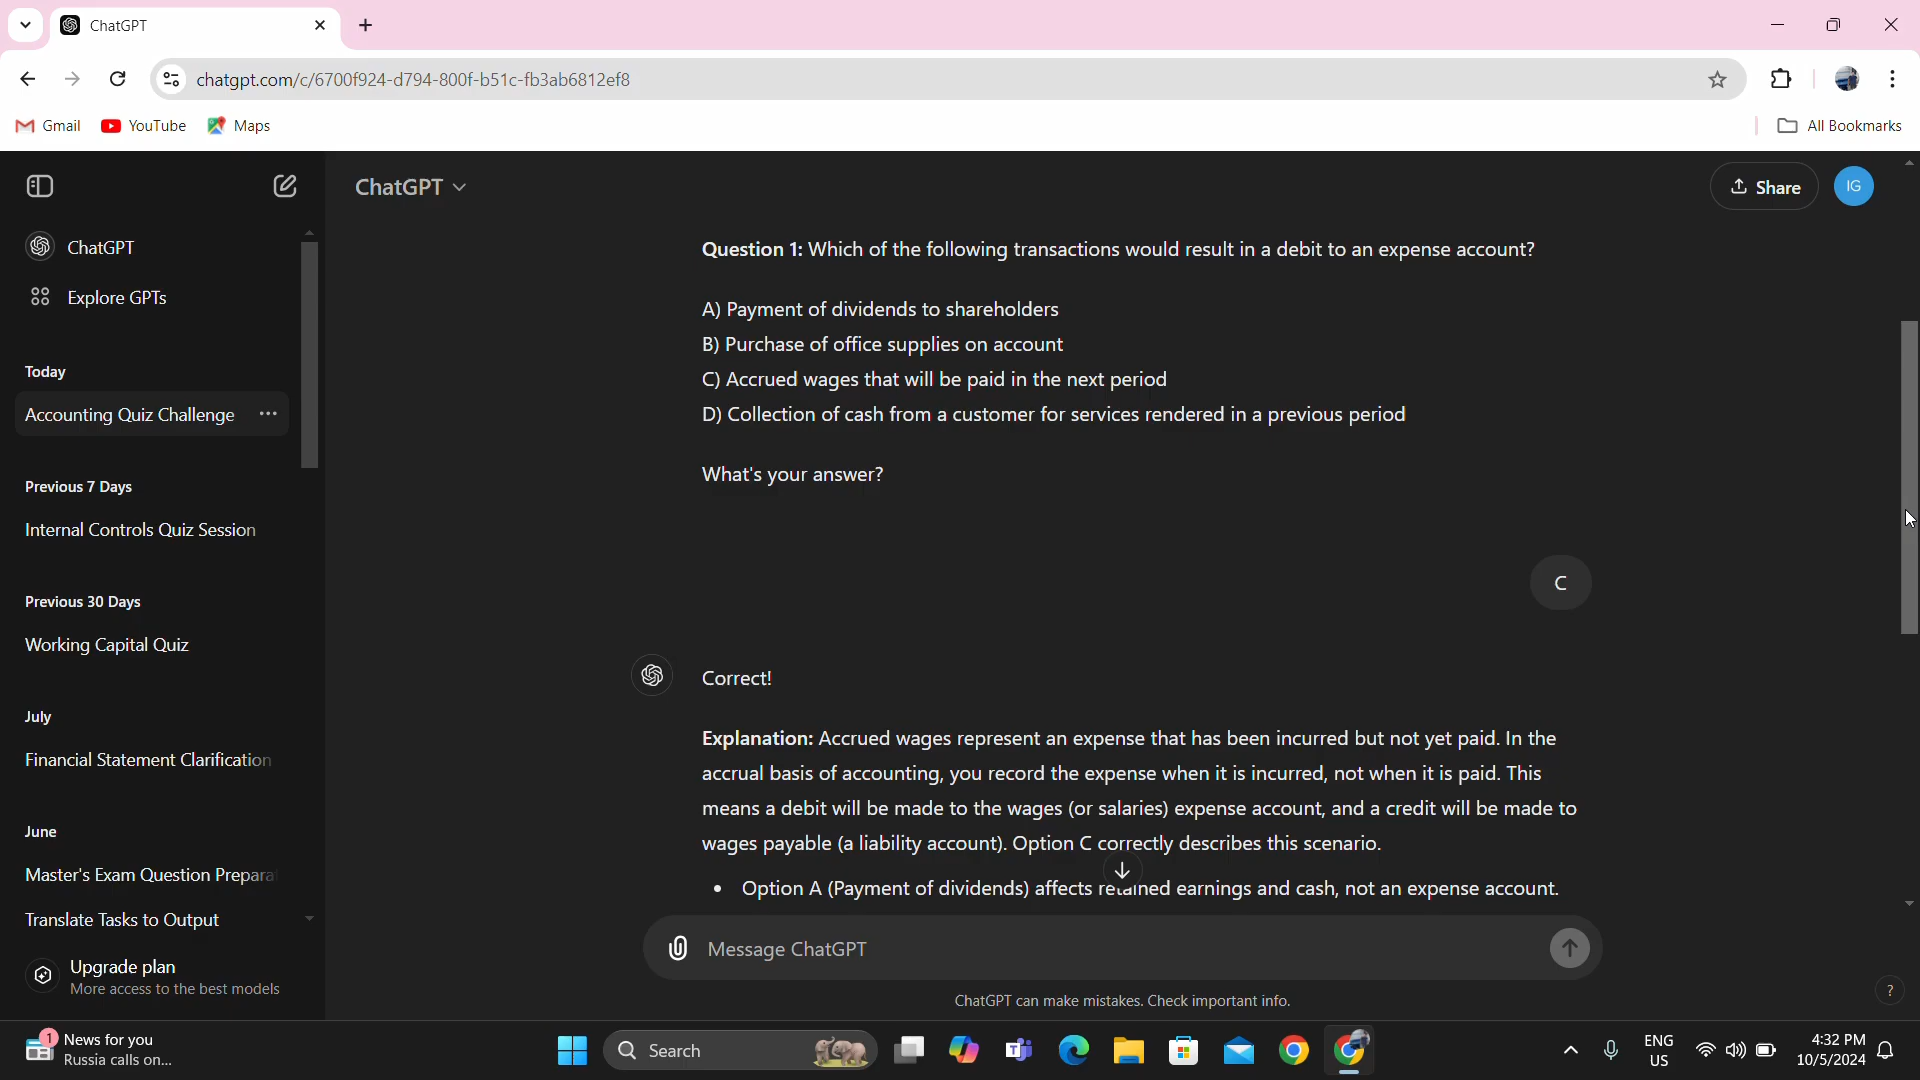 ChatGPT
chatgpt.com/c/6700f924-d794-800f-b51c-fb3ab6812ef8
Gmail
YouTube
Maps
All Bookmarks
ChatGPT
Explore GPTs
Today
Accounting Quiz Challenge
Previous 7 Days
Internal Controls Quiz Session
Previous 30 Days
Working Capital Quiz
July
Financial Statement Clarification
June
Master's Exam Question Prepara
Translate Tasks to Output
Upgrade plan
More access to the best models
ChatGPT
Share
IG
Question 1: Which of the following transactions would result in a debit to an expense account?
A) Payment of dividends to shareholders
B) Purchase of office supplies on account
C) Accrued wages that will be paid in the next period
D) Collection of cash from a customer for services rendered in a previous period
What's your answer?
C
Correct!
Explanation: Accrued wages represent an expense that has been incurred but not yet paid. In the
accrual basis of accounting, you record the expense when it is incurred, not when it is paid. This
means a debit will be made to the wages (or salaries) expense account, and a credit will be made to
wages payable (a liability account). Option C correctly describes this scenario.
• Option A (Payment of dividends) affects retained earnings and cash, not an expense account.
Message ChatGPT
ChatGPT can make mistakes. Check important info.
?
1
News for you
Russia calls on...
Search
ENG
US
4:32 PM
10/5/2024